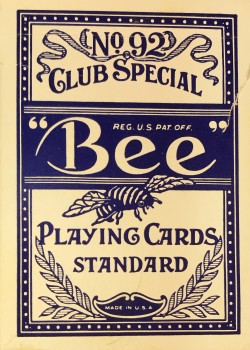 No. 92
CLUB SPECIAL
REG. U.S PAT. OFF.
"Bee"
PLAYING CARDS
STANDARD
MADE IN U.S.A